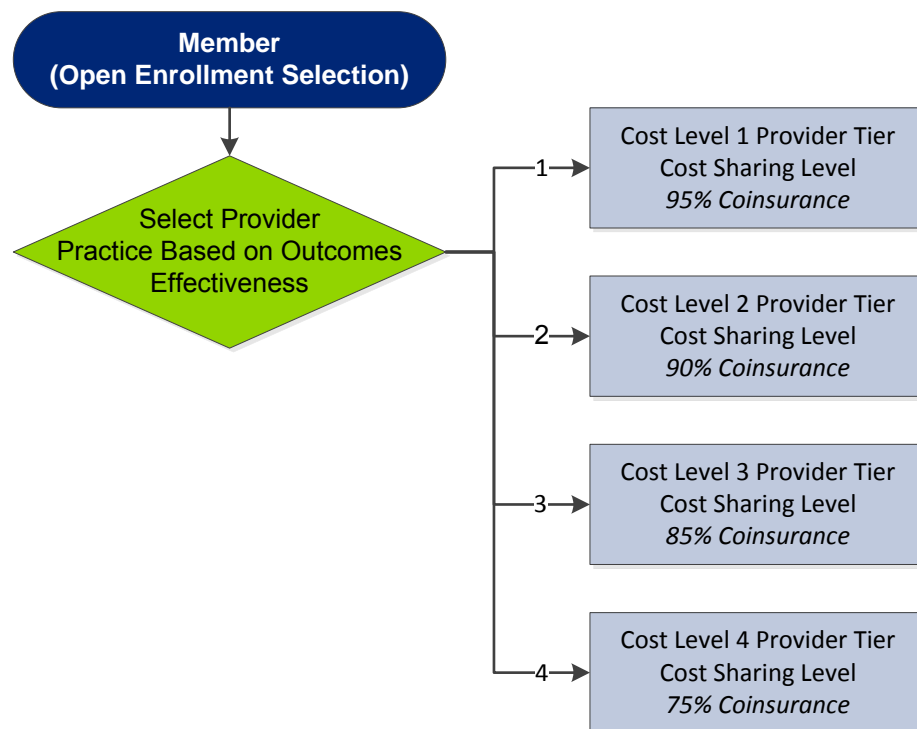 Member
(Open Enrollment Selection)
Select Provider
Practice Based on Outcomes
Effectiveness
1
Cost Level 1 Provider Tier
Cost Sharing Level
95% Coinsurance
2
Cost Level 2 Provider Tier
Cost Sharing Level
90% Coinsurance
3
Cost Level 3 Provider Tier
Cost Sharing Level
85% Coinsurance
4
Cost Level 4 Provider Tier
Cost Sharing Level
75% Coinsurance